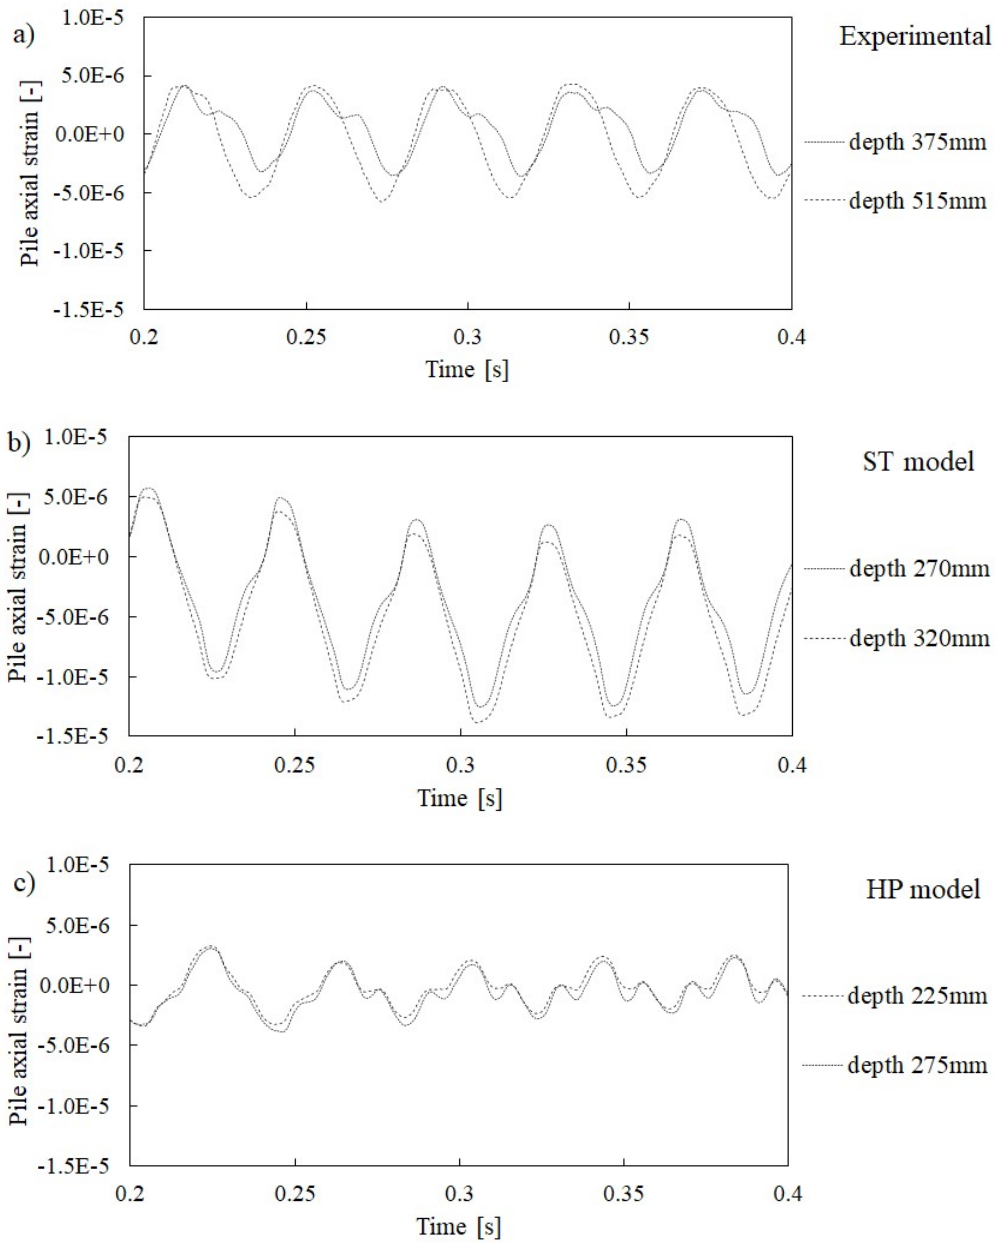 a)
Experimental
1.0E-5
5.0E-6
0.0E+0
-5.0E-6
-1.0E-5
-1.5E-5
Pile axial strain [-]
depth 375mm
depth 515mm
0.2
0.25
0.3
0.35
0.4
Time [s]
b)
ST model
1.0E-5
5.0E-6
0.0E+0
-5.0E-6
-1.0E-5
-1.5E-5
Pile axial strain [-]
depth 270mm
depth 320mm
0.2
0.25
0.3
0.35
0.4
Time [s]
c)
HP model
1.0E-5
5.0E-6
0.0E+0
-5.0E-6
-1.0E-5
-1.5E-5
Pile axial strain [-]
depth 225mm
depth 275mm
0.2
0.25
0.3
0.35
0.4
Time [s]